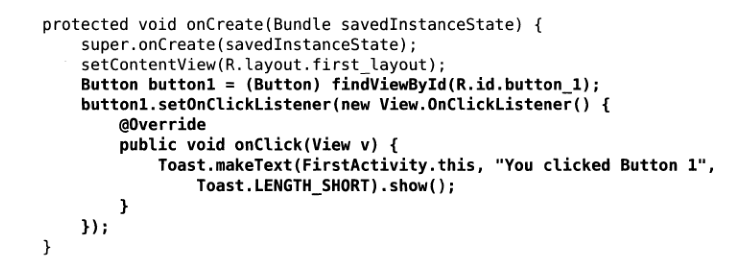 protected void onCreate(Bundle savedInstanceState) {
    super.onCreate(savedInstanceState);
    setContentView(R.layout.first_layout);
    Button button1 = (Button) findViewById(R.id.button_1);
    button1.setOnClickListener(new View.OnClickListener() {
        @Override
        public void onClick(View v) {
            Toast.makeText(FirstActivity.this, "You clicked Button 1",
                Toast.LENGTH_SHORT).show();
        }
    });
}